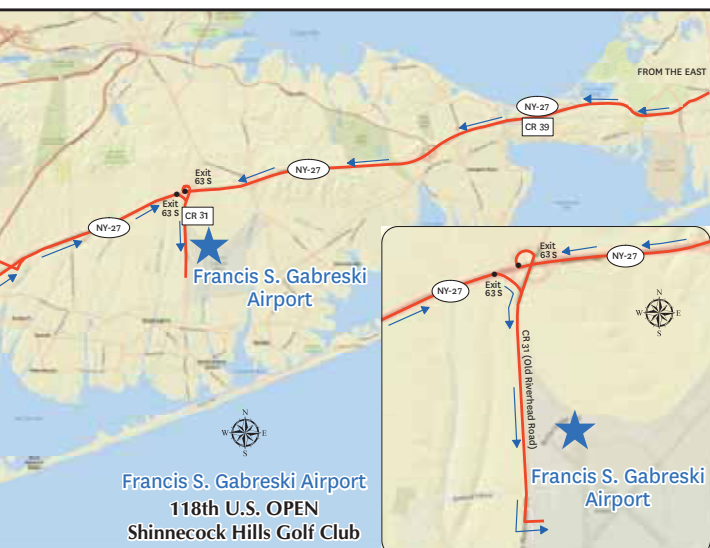 FROM THE EAST
NY-27
CR 39
NY-27
Exit
63 S
Exit
63 S
CR 31
NY-27
Francis S. Gabreski
Airport
N
W E
S
Francis S. Gabreski Airport
118th U.S. OPEN
Shinnecock Hills Golf Club
Exit
63 S
NY-27
Exit
63 S
NY-27
N
W E
S
CR 31 (Old Riverhead Road)
Francis S. Gabreski
Airport